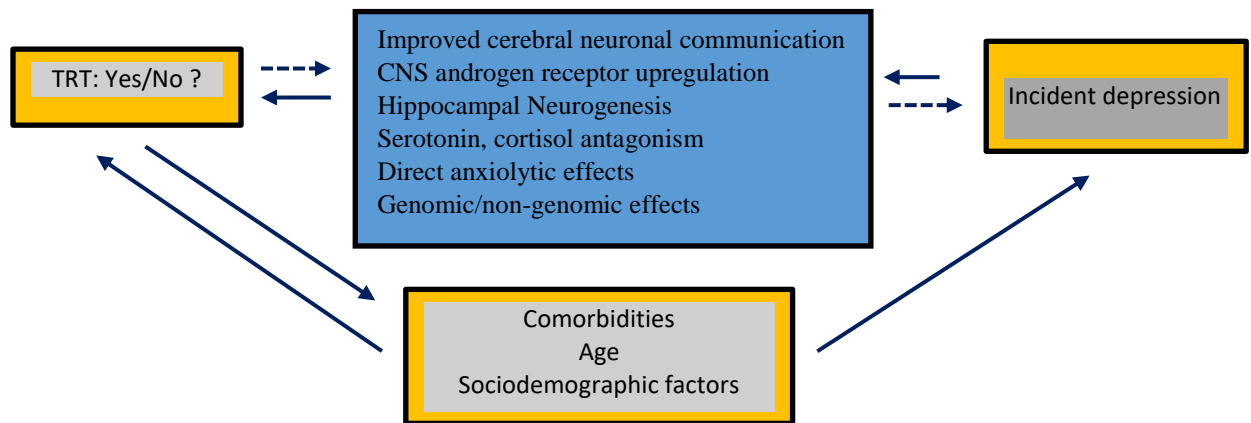 TRT: Yes/No ?
Improved cerebral neuronal communication
CNS androgen receptor upregulation
Hippocampal Neurogenesis
Serotonin, cortisol antagonism
Direct anxiolytic effects
Genomic/non-genomic effects
Incident depression
Comorbidities
Age
Sociodemographic factors